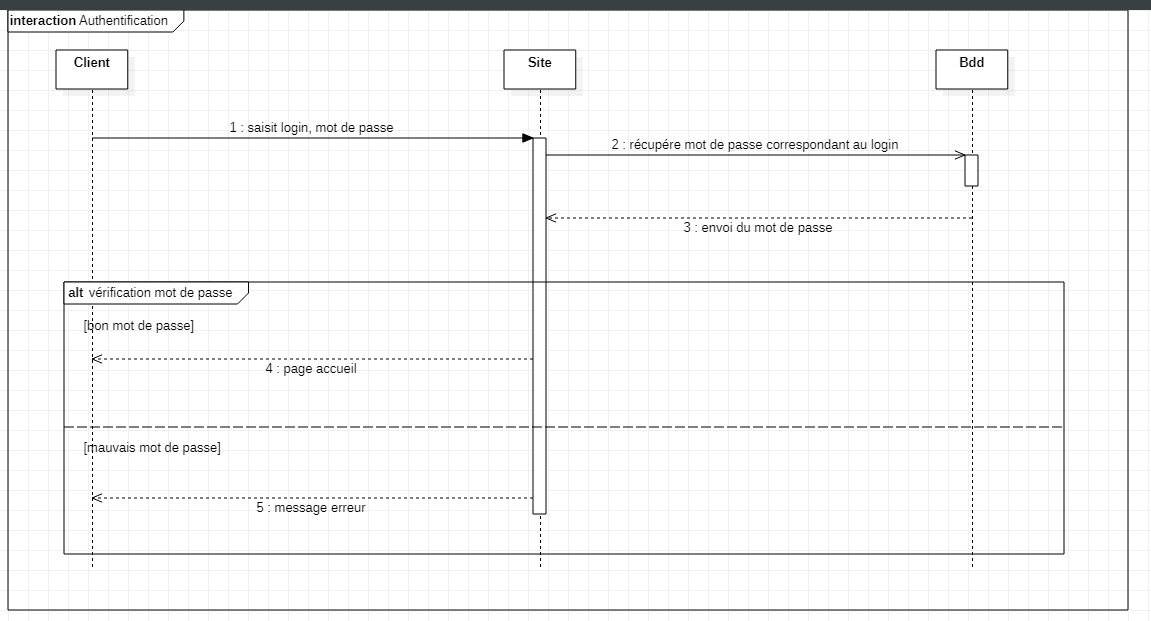 interaction Authentification
Client
Site
Bdd
1 : saisit login, mot de passe
2 : récupére mot de passe correspondant au login
3 : envoi du mot de passe
alt vérification mot de passe
[bon mot de passe]
4 : page accueil
[mauvais mot de passe]
5 : message erreur